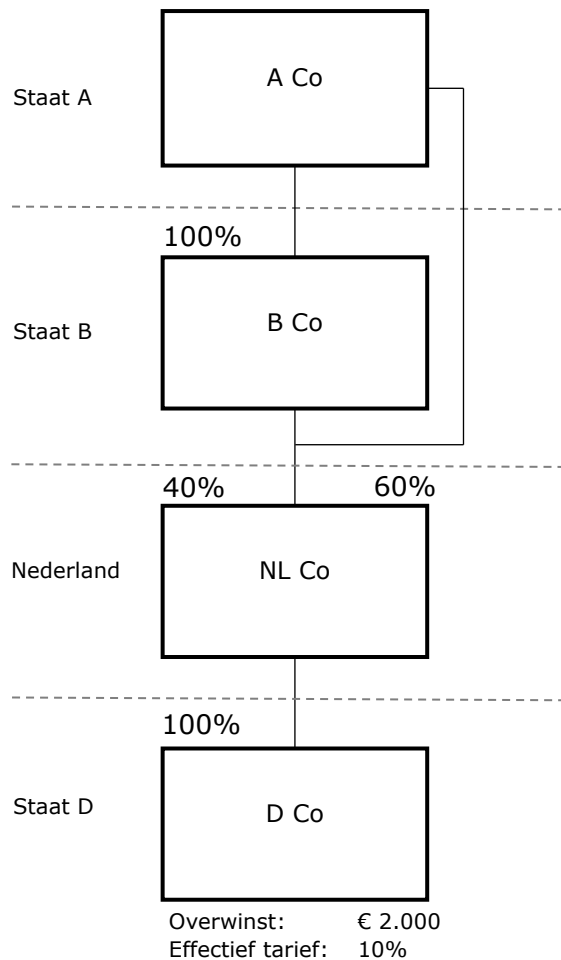 A Co
Staat A
100%
B Co
Staat B
40%
60%
NL Co
Nederland
100%
D Co
Staat D
Overwinst: € 2.000
Effectief tarief: 10%